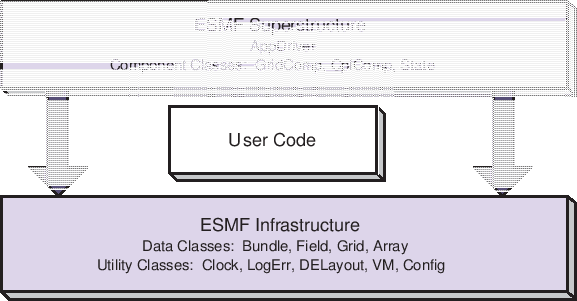 ESMF Superstructure
AppDriver
Component Classes: GridComp, CplComp, State
User Code
ESMF Infrastructure
Data Classes: Bundle, Field, Grid, Array
Utility Classes: Clock, LogErr, DELayout, VM, Config